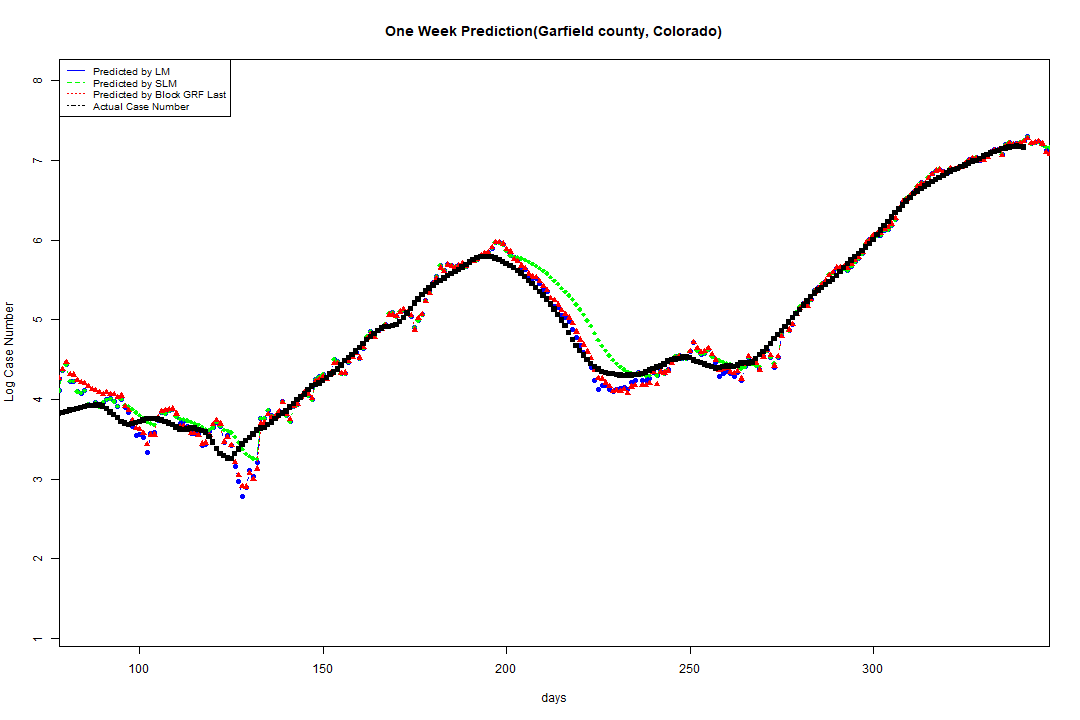 One Week Prediction(Garfield county, Colorado)
Predicted by LM
Predicted by SLM
Predicted by Block GRF Last
Actual Case Number
8
7
6
5
4
3
2
1
Log Case Number
100 150 200 250 300
days